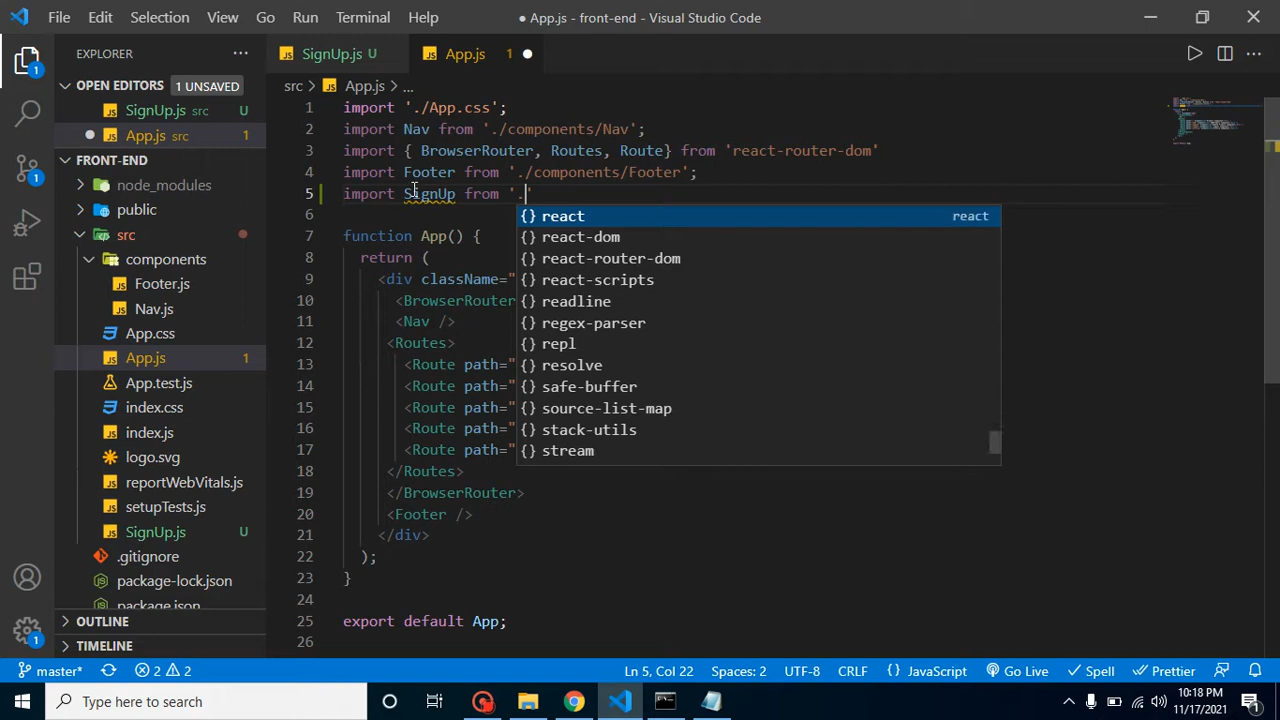 File Edit Selection View Go Run Terminal Help
● App.js - front-end - Visual Studio Code
EXPLORER ···
SignUp.js U
App.js 1 ●
OPEN EDITORS 1 UNSAVED
SignUp.js src U
● App.js src 1
FRONT-END
node_modules
public
src
components
Footer.js
Nav.js
App.css
App.js 1
App.test.js
index.css
index.js
logo.svg
reportWebVitals.js
setupTests.js
SignUp.js U
.gitignore
package-lock.json
package.json
OUTLINE
TIMELINE
src > App.js > ...
1 import './App.css';
2 import Nav from './components/Nav';
3 import { BrowserRouter, Routes, Route} from 'react-router-dom'
4 import Footer from './components/Footer';
5 import SignUp from '.'
6
7 function App() {
8 return (
9 <div className="
10 <BrowserRouter
11 <Nav />
12 <Routes>
13 <Route path="
14 <Route path="
15 <Route path="
16 <Route path="
17 <Route path="
18 </Routes>
19 </BrowserRouter>
20 <Footer />
21 </div>
22 );
23 }
24
25 export default App;
26
{} react react
{} react-dom
{} react-router-dom
{} react-scripts
{} readline
{} regex-parser
{} repl
{} resolve
{} safe-buffer
{} source-list-map
{} stack-utils
{} stream
1
1
1
master* 2 2
Ln 5, Col 22 Spaces: 2 UTF-8 CRLF {} JavaScript Go Live Spell Prettier
Type here to search
10:18 PM
11/17/2021
1